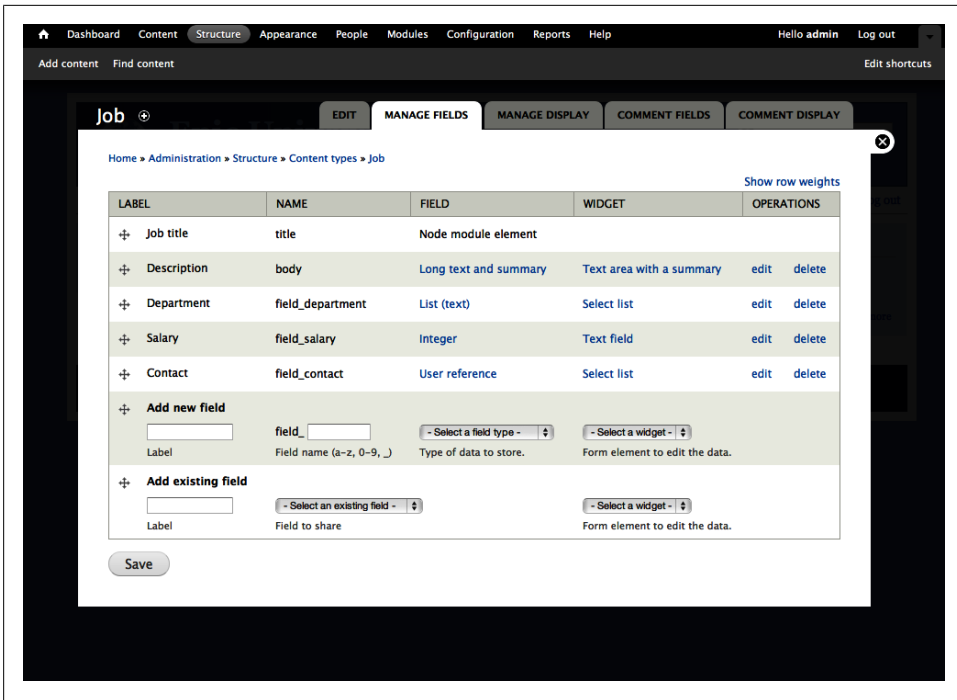 Dashboard Content Structure Appearance People Modules Configuration Reports Help Hello admin Log out
Add content Find content Edit shortcuts
Job EDIT MANAGE FIELDS MANAGE DISPLAY COMMENT FIELDS COMMENT DISPLAY
Home » Administration » Structure » Content types » Job
Show row weights
LABEL NAME FIELD WIDGET OPERATIONS
Job title title Node module element
Description body Long text and summary Text area with a summary edit delete
Department field_department List (text) Select list edit delete
Salary field_salary Integer Text field edit delete
Contact field_contact User reference Select list edit delete
Add new field
field_ - Select a field type - - Select a widget -
Label Field name (a-z, 0-9, _) Type of data to store. Form element to edit the data.
Add existing field
- Select an existing field - - Select a widget -
Label Field to share Form element to edit the data.
Save